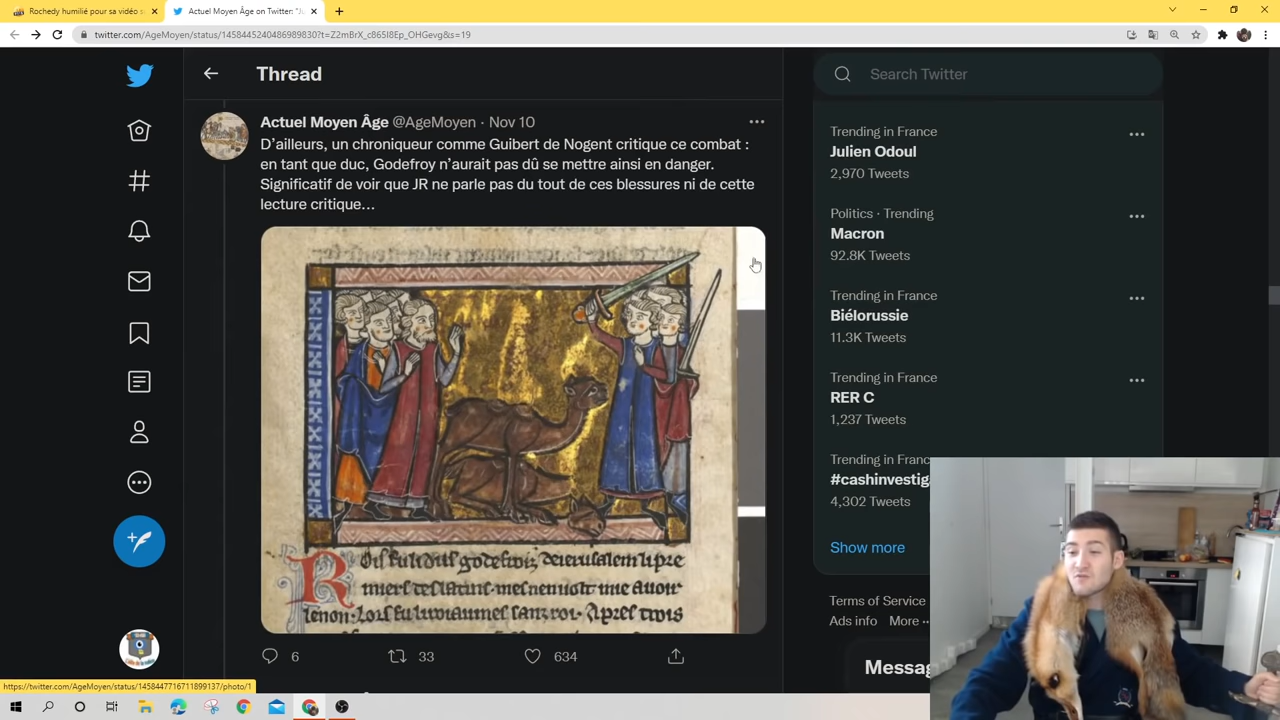 Rochedy humilié pour sa vidéo s
Actuel Moyen Âge on Twitter: "Ju
twitter.com/AgeMoyen/status/1458445240486989830?t=Z2mBrX_c865I8Ep_OHGevg&s=19
Thread
Search Twitter
Actuel Moyen Âge @AgeMoyen · Nov 10
D'ailleurs, un chroniqueur comme Guibert de Nogent critique ce combat :
en tant que duc, Godefroy n'aurait pas dû se mettre ainsi en danger.
Significatif de voir que JR ne parle pas du tout de ces blessures ni de cette
lecture critique…
6
33
634
Trending in France
Julien Odoul
2,970 Tweets
Politics · Trending
Macron
92.8K Tweets
Trending in France
Biélorussie
11.3K Tweets
Trending in France
RER C
1,237 Tweets
Trending in Franc
#cashinvestig
4,302 Tweets
Show more
Terms of Service
Ads info More ··
Messag
https://twitter.com/AgeMoyen/status/1458447716711899137/photo/1